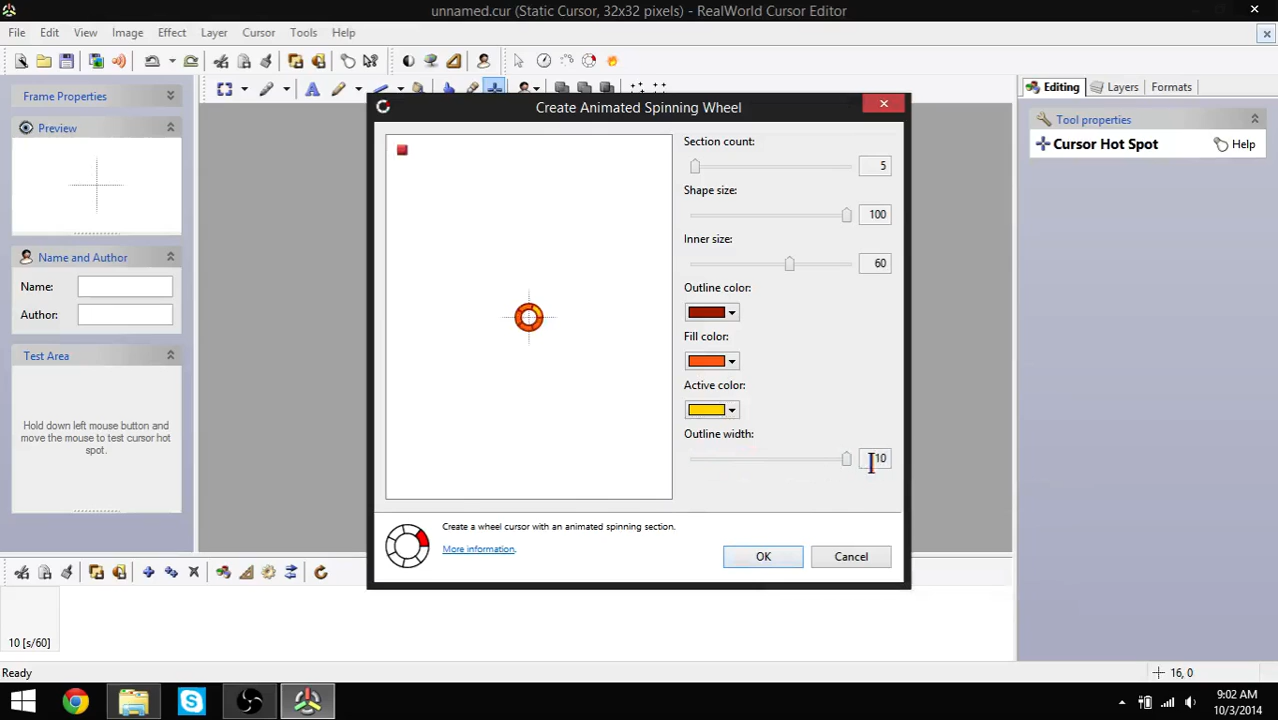 unnamed.cur (Static Cursor, 32x32 pixels) - RealWorld Cursor Editor
File Edit View Image Effect Layer Cursor Tools Help
Frame Properties
Preview
Name and Author
Name:
Author:
Test Area
Hold down left mouse button and
move the mouse to test cursor hot
spot.
Create Animated Spinning Wheel
Section count:
5
Shape size:
100
Inner size:
60
Outline color:
Fill color:
Active color:
Outline width:
10
Create a wheel cursor with an animated spinning section.
More information.
OK Cancel
Editing Layers Formats
Tool properties
Cursor Hot Spot Help
10 [s/60]
Ready
16, 0
9:02 AM
10/3/2014